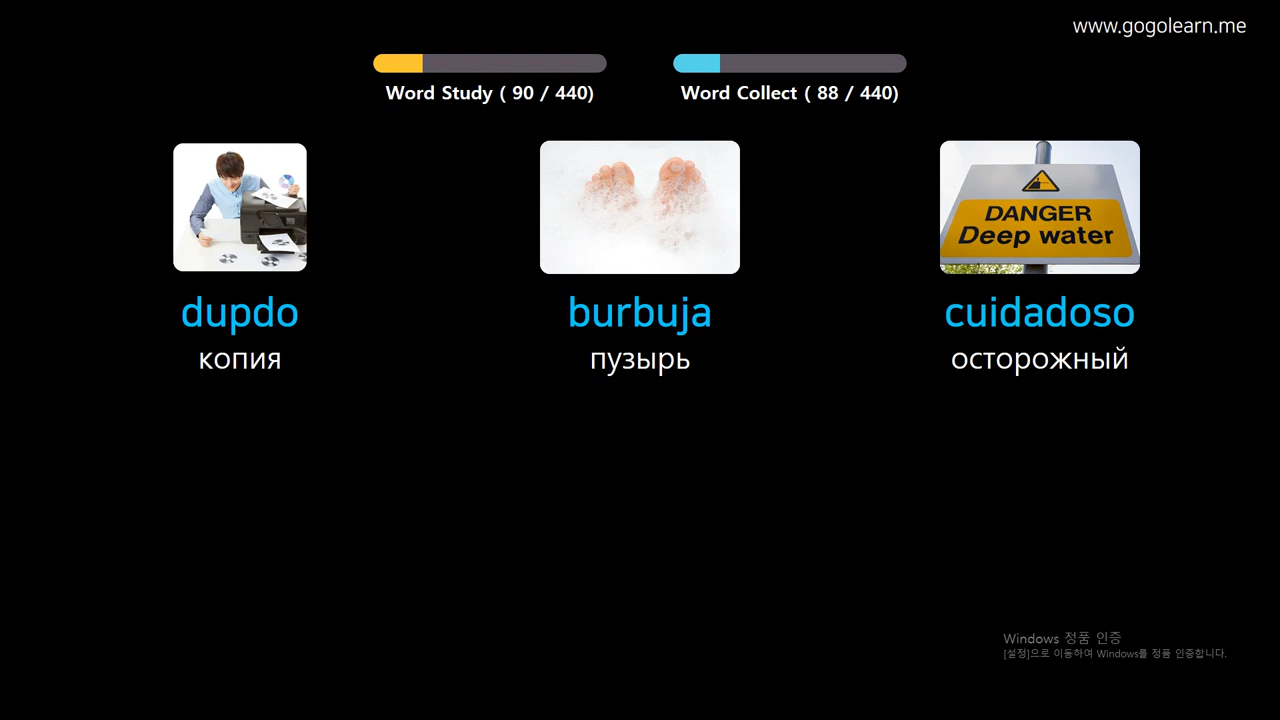 www.gogolearn.me
Word Study ( 90 / 440)
Word Collect ( 88 / 440)
DANGER
Deep water
dupdo
burbuja
cuidadoso
копия
пузырь
осторожный
Windows 정품 인증
[설정]으로 이동하여 Windows를 정품 인증합니다.